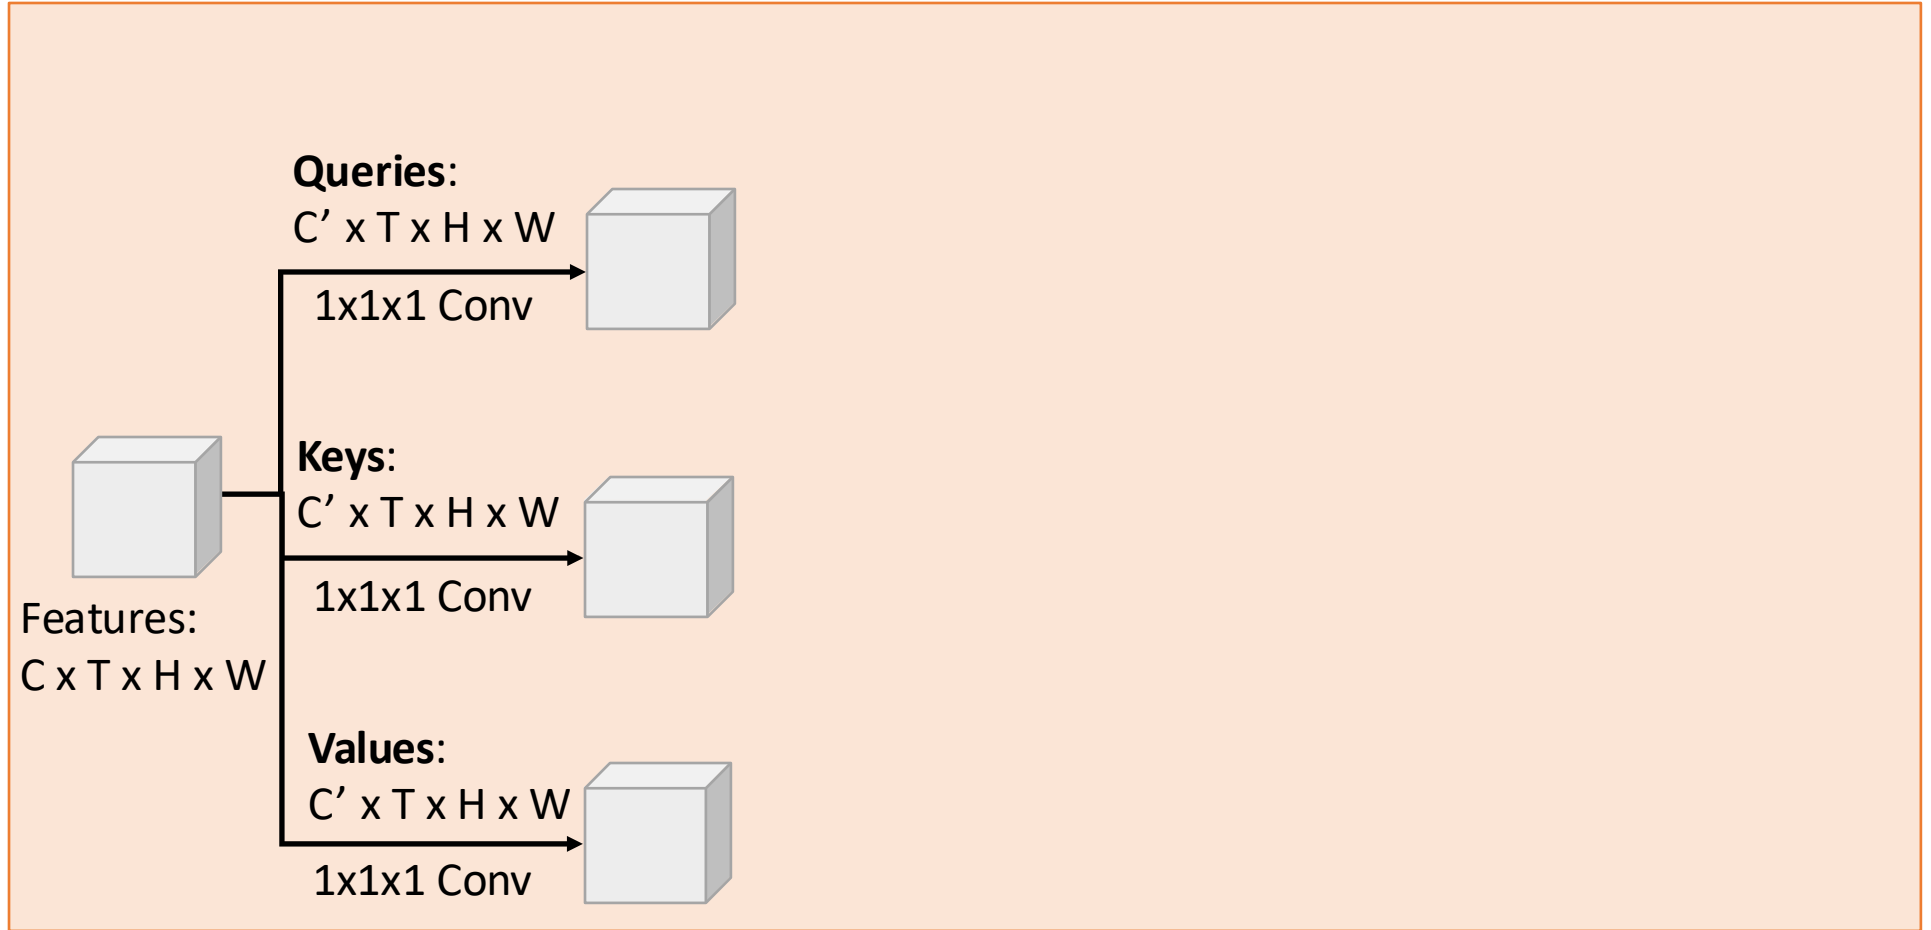 Queries:
C’ x T x H x W
1x1x1 Conv
Keys:
C’ x T x H x W
1x1x1 Conv
Features:
C x T x H x W
Values:
C’ x T x H x W
1x1x1 Conv